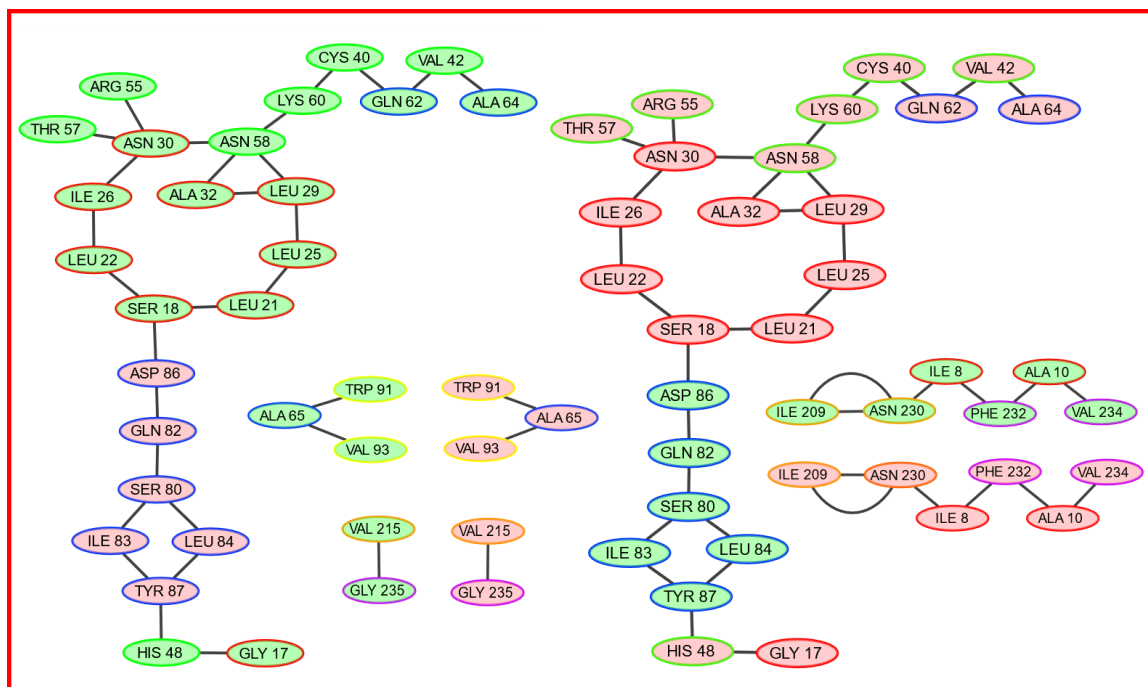 CYS 40
VAL 42
ARG 55
LYS 60
GLN 62
ALA 64
THR 57
ASN 30
ASN 58
ILE 26
ALA 32
LEU 29
LEU 22
LEU 25
SER 18
LEU 21
ASP 86
GLN 82
SER 80
ILE 83
LEU 84
TYR 87
HIS 48
GLY 17
TRP 91
ALA 65
VAL 93
TRP 91
ALA 65
VAL 93
VAL 215
GLY 235
VAL 215
GLY 235
CYS 40
VAL 42
ARG 55
LYS 60
GLN 62
ALA 64
THR 57
ASN 30
ASN 58
ILE 26
ALA 32
LEU 29
LEU 22
LEU 25
SER 18
LEU 21
ASP 86
GLN 82
SER 80
ILE 83
LEU 84
TYR 87
HIS 48
GLY 17
ILE 8
ALA 10
ILE 209
ASN 230
PHE 232
VAL 234
ILE 209
ASN 230
PHE 232
VAL 234
ILE 8
ALA 10